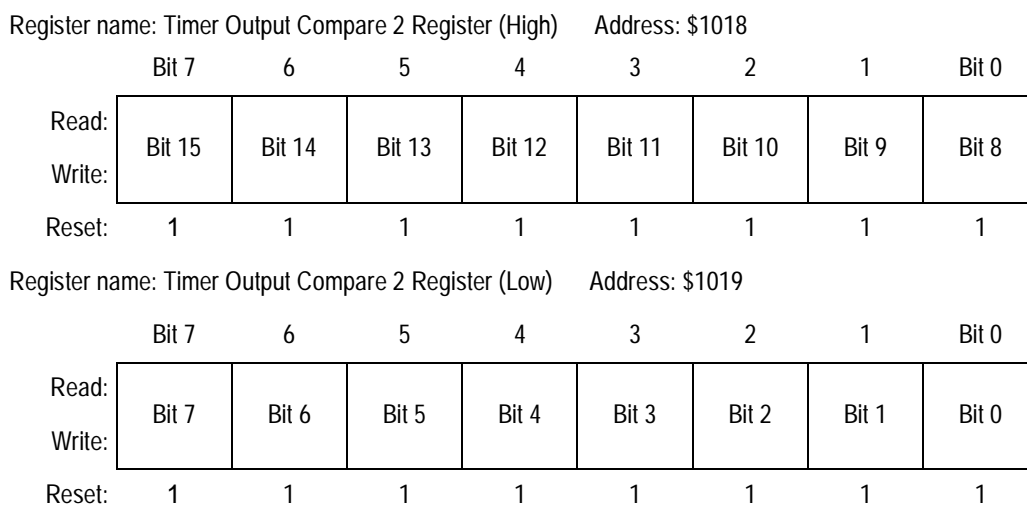 Register name: Timer Output Compare 2 Register (High) Address: $1018
Bit 7 6 5 4 3 2 1 Bit 0
Read:
Bit 15 Bit 14 Bit 13 Bit 12 Bit 11 Bit 10 Bit 9 Bit 8
Write:
Reset: 1 1 1 1 1 1 1 1
Register name: Timer Output Compare 2 Register (Low) Address: $1019
Bit 7 6 5 4 3 2 1 Bit 0
Read:
Bit 7 Bit 6 Bit 5 Bit 4 Bit 3 Bit 2 Bit 1 Bit 0
Write:
Reset: 1 1 1 1 1 1 1 1